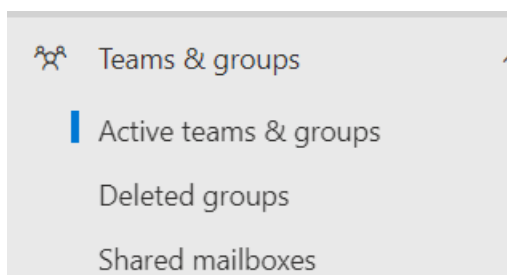 Teams & groups
Active teams & groups
Deleted groups
Shared mailboxes